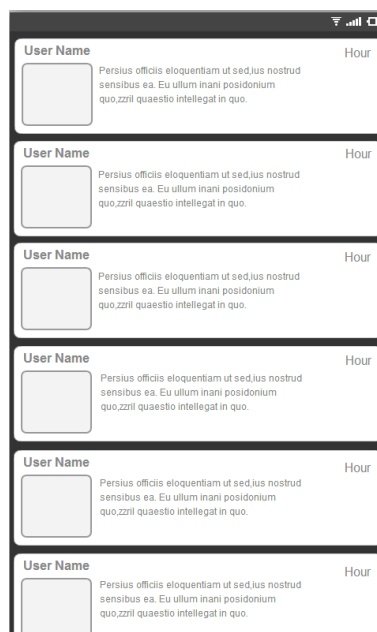 User Name
Hour
Persius officiis eloquentiam ut sed,ius nostrud
sensibus ea. Eu ullum inani posidonium
quo,zzril quaestio intellegat in quo.
User Name
Hour
Persius officiis eloquentiam ut sed,ius nostrud
sensibus ea. Eu ullum inani posidonium
quo,zzril quaestio intellegat in quo.
User Name
Hour
Persius officiis eloquentiam ut sed,ius nostrud
sensibus ea. Eu ullum inani posidonium
quo,zzril quaestio intellegat in quo.
User Name
Hour
Persius officiis eloquentiam ut sed,ius nostrud
sensibus ea. Eu ullum inani posidonium
quo,zzril quaestio intellegat in quo.
User Name
Hour
Persius officiis eloquentiam ut sed,ius nostrud
sensibus ea. Eu ullum inani posidonium
quo,zzril quaestio intellegat in quo.
User Name
Hour
Persius officiis eloquentiam ut sed,ius nostrud
sensibus ea. Eu ullum inani posidonium
quo,zzril quaestio intellegat in quo.